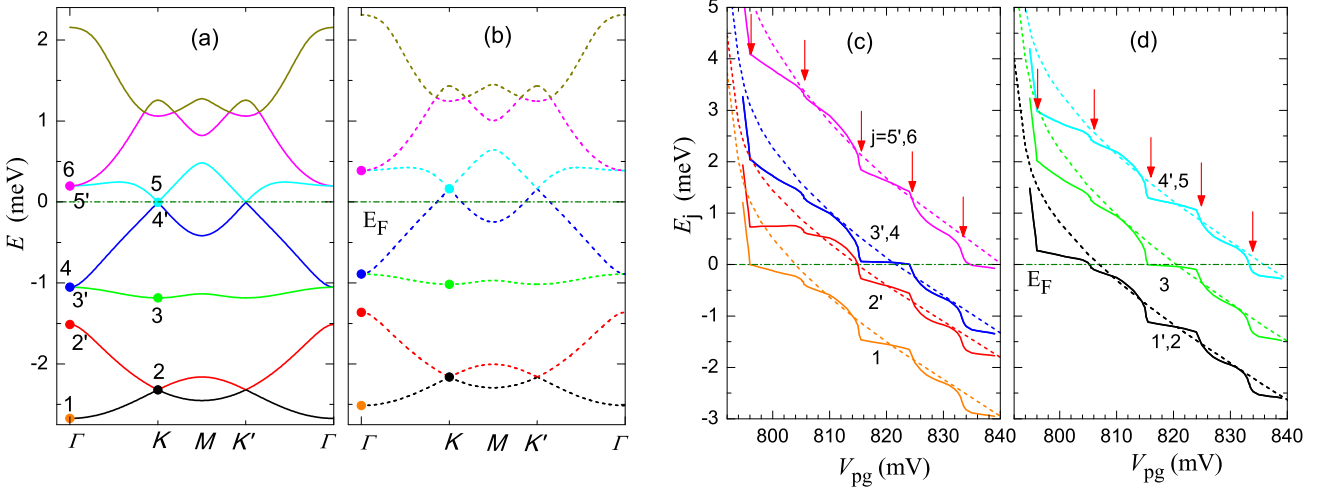 (a)
2
1
0
-1
-2
E (meV)
6
5'
5
4'
4
3'
3
2'
2
1
Γ K M K' Γ
(b)
E_F
Γ K M K' Γ
(c)
5
4
3
2
1
0
-1
-2
-3
E_j (meV)
j=5',6
3',4
2'
1
800 810 820 830 840
V_pg (mV)
(d)
4',5
3
E_F
1',2
800 810 820 830 840
V_pg (mV)